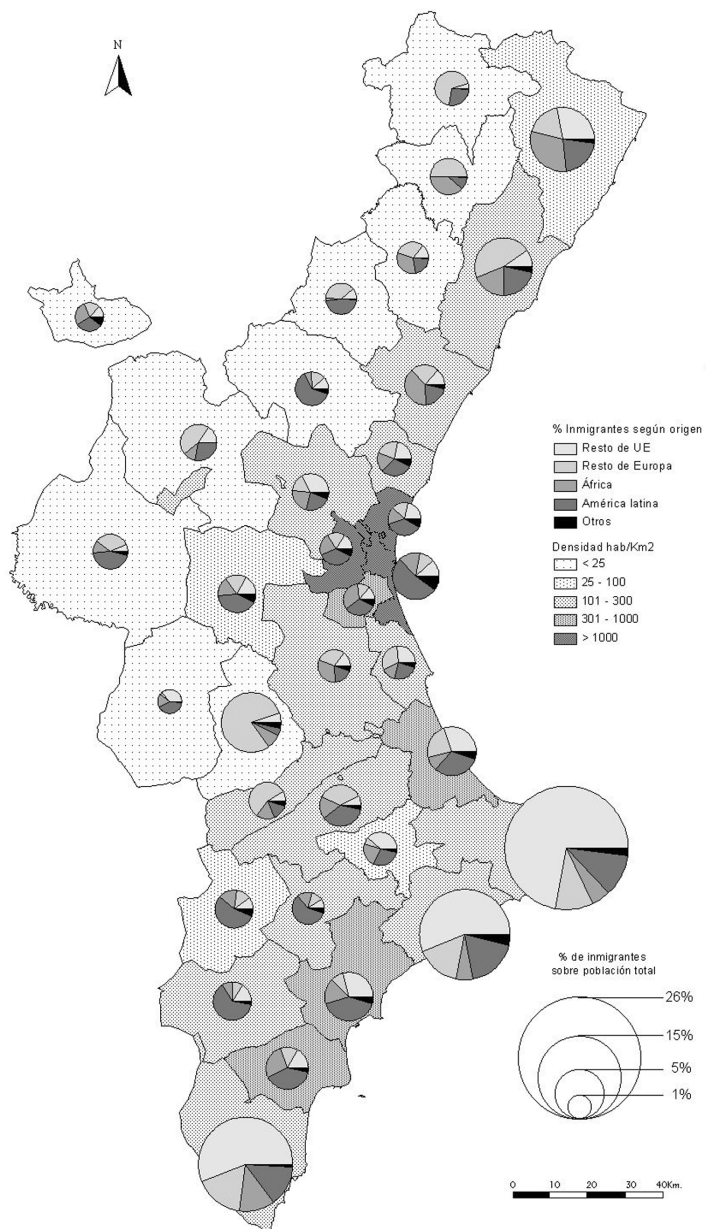 N
% Inmigrantes según origen
Resto de UE
Resto de Europa
África
América latina
Otros
Densidad hab/Km2
< 25
25 - 100
101 - 300
301 - 1000
> 1000
% de inmigrantes
sobre población total
26%
15%
5%
1%
0 10 20 30 40Km.